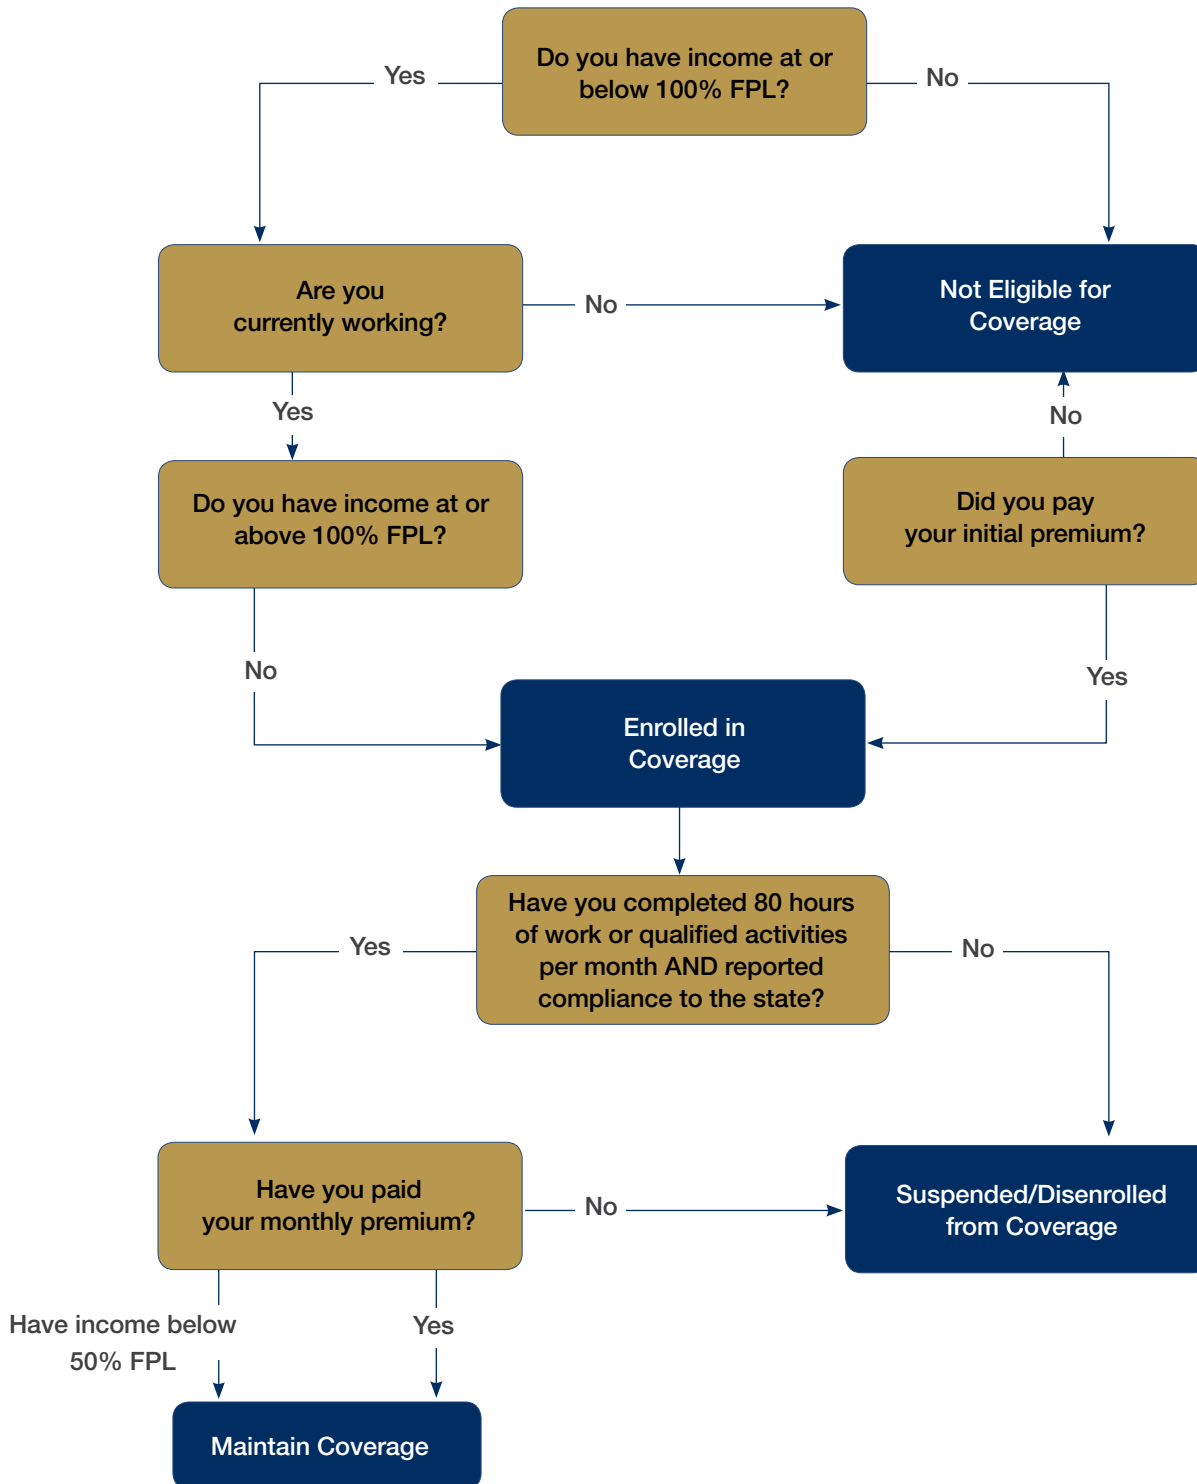 Do you have income at or
below 100% FPL?
Yes
No
Are you
currently working?
No
Not Eligible for
Coverage
Yes
No
Do you have income at or
above 100% FPL?
Did you pay
your initial premium?
No
Yes
Enrolled in
Coverage
Have you completed 80 hours
of work or qualified activities
per month AND reported
compliance to the state?
Yes
No
Have you paid
your monthly premium?
No
Suspended/Disenrolled
from Coverage
Have income below
50% FPL
Yes
Maintain Coverage